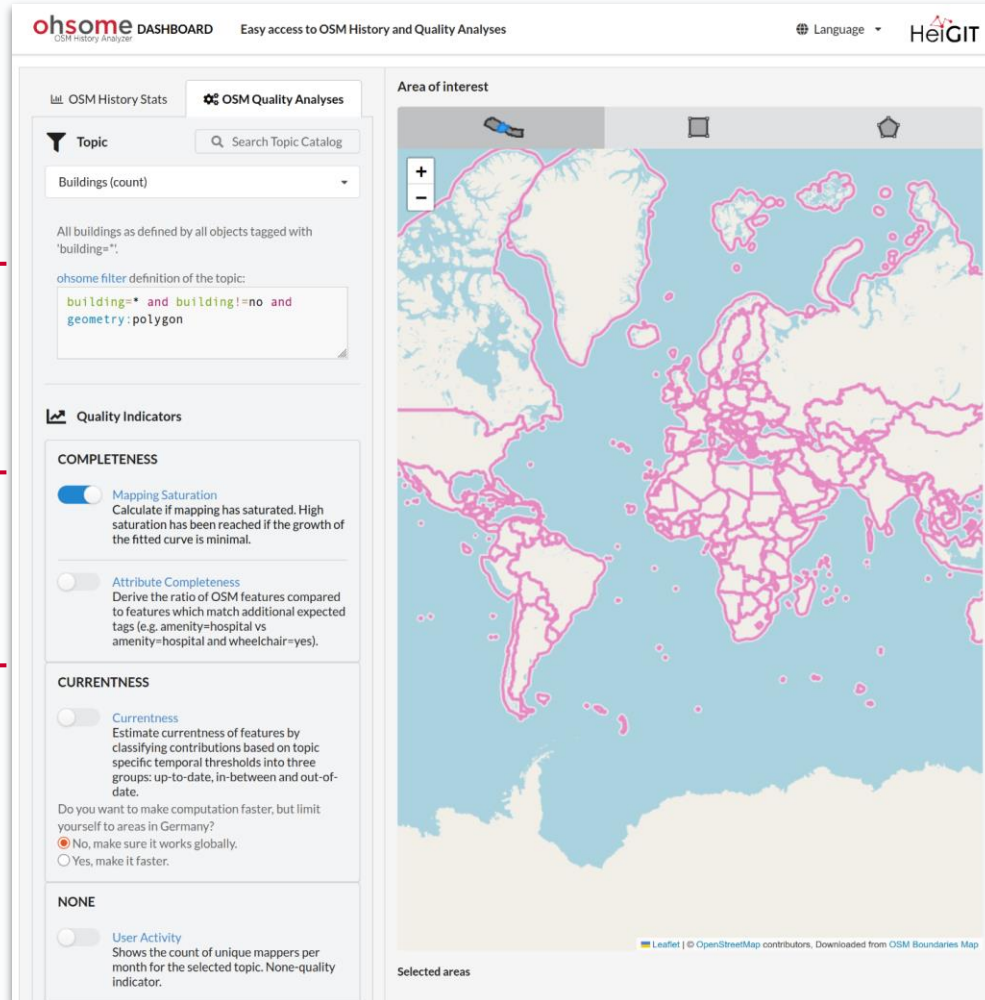 ohsome DASHBOARD
OSM History Analyzer
Easy access to OSM History and Quality Analyses
Language
HeiGIT
OSM History Stats
OSM Quality Analyses
Topic
Search Topic Catalog
Buildings (count)
All buildings as defined by all objects tagged with
'building=*'.
ohsome filter definition of the topic:
building=* and building!=no and
geometry:polygon
Quality Indicators
COMPLETENESS
Mapping Saturation
Calculate if mapping has saturated. High
saturation has been reached if the growth of
the fitted curve is minimal.
Attribute Completeness
Derive the ratio of OSM features compared
to features which match additional expected
tags (e.g. amenity=hospital vs
amenity=hospital and wheelchair=yes).
CURRENTNESS
Currentness
Estimate currentness of features by
classifying contributions based on topic
specific temporal thresholds into three
groups: up-to-date, in-between and out-of-
date.
Do you want to make computation faster, but limit
yourself to areas in Germany?
No, make sure it works globally.
Yes, make it faster.
NONE
User Activity
Shows the count of unique mappers per
month for the selected topic. None-quality
indicator.
Area of interest
+
−
Leaflet | © OpenStreetMap contributors, Downloaded from OSM Boundaries Map
Selected areas